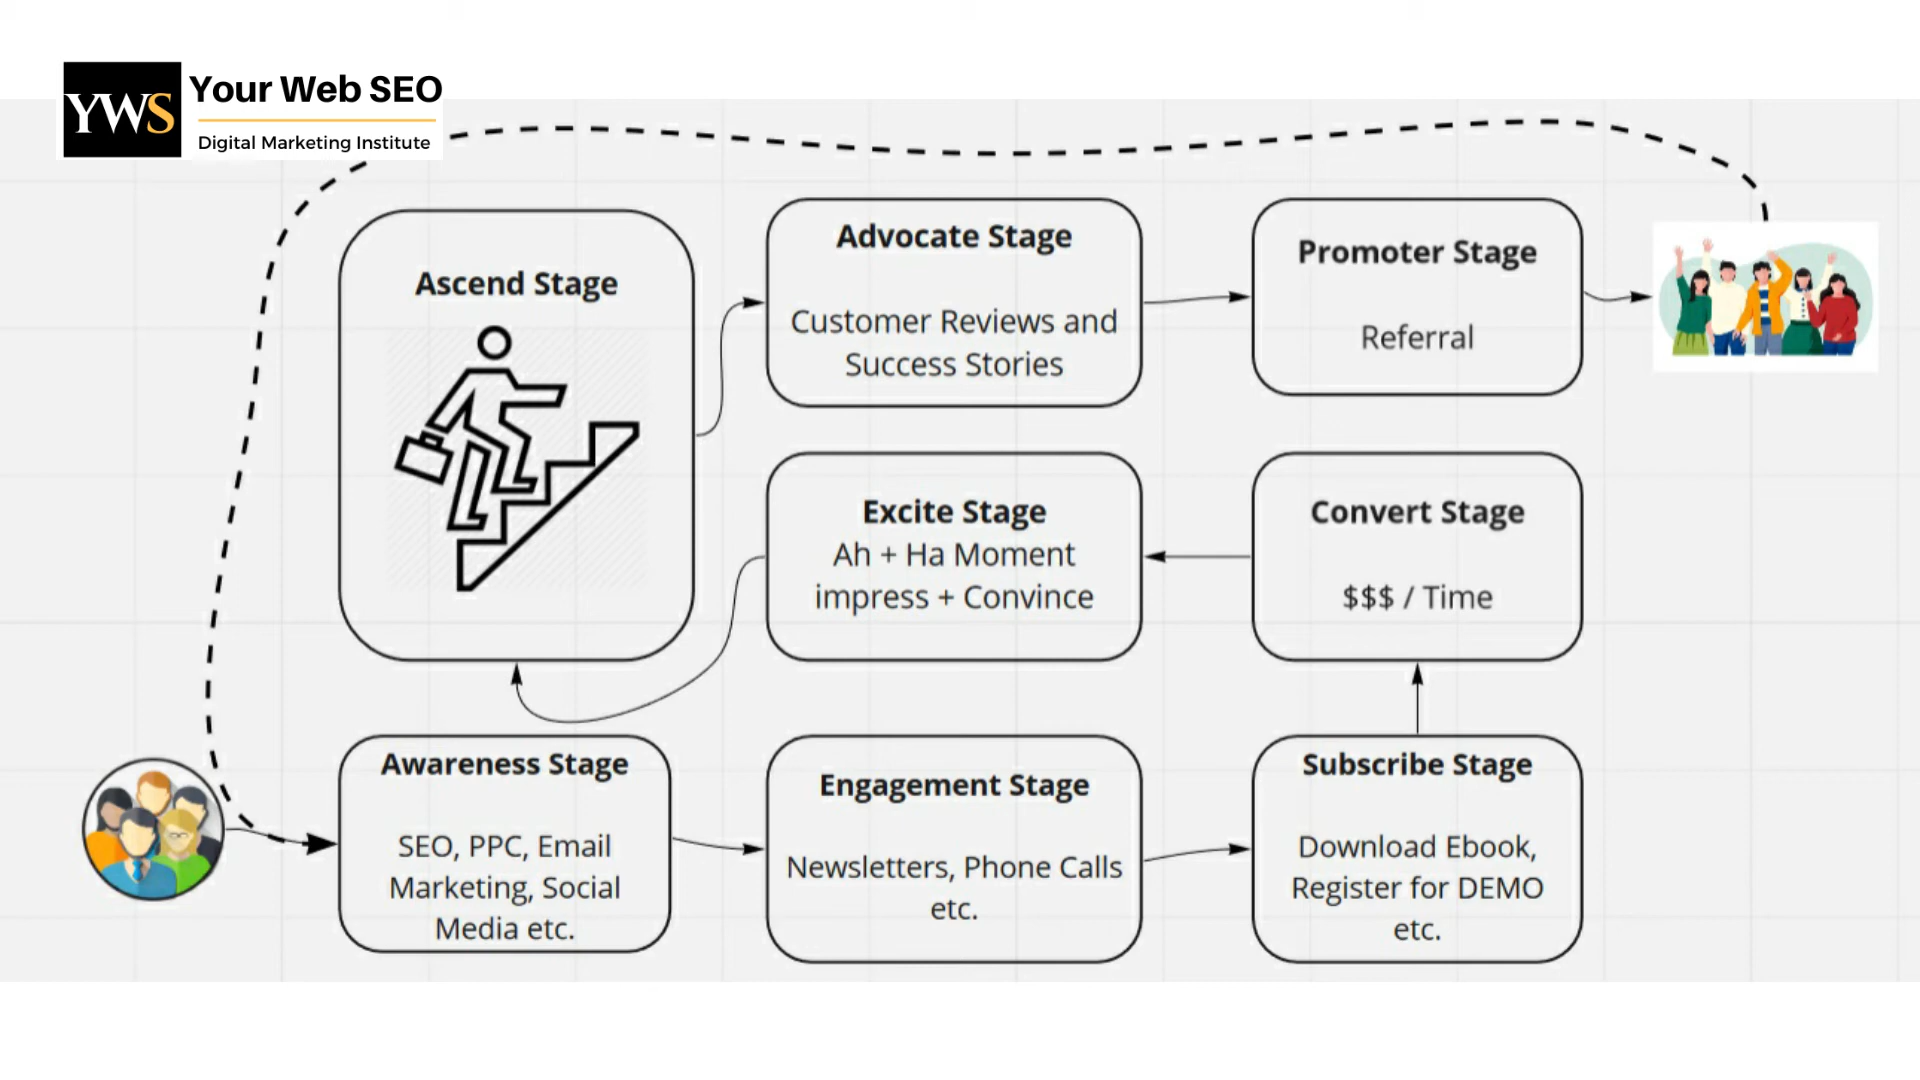 YWS
Your Web SEO
Digital Marketing Institute
Ascend Stage
Advocate Stage
Customer Reviews and
Success Stories
Promoter Stage
Referral
Excite Stage
Ah + Ha Moment
impress + Convince
Convert Stage
$$$ / Time
Awareness Stage
SEO, PPC, Email
Marketing, Social
Media etc.
Engagement Stage
Newsletters, Phone Calls
etc.
Subscribe Stage
Download Ebook,
Register for DEMO
etc.